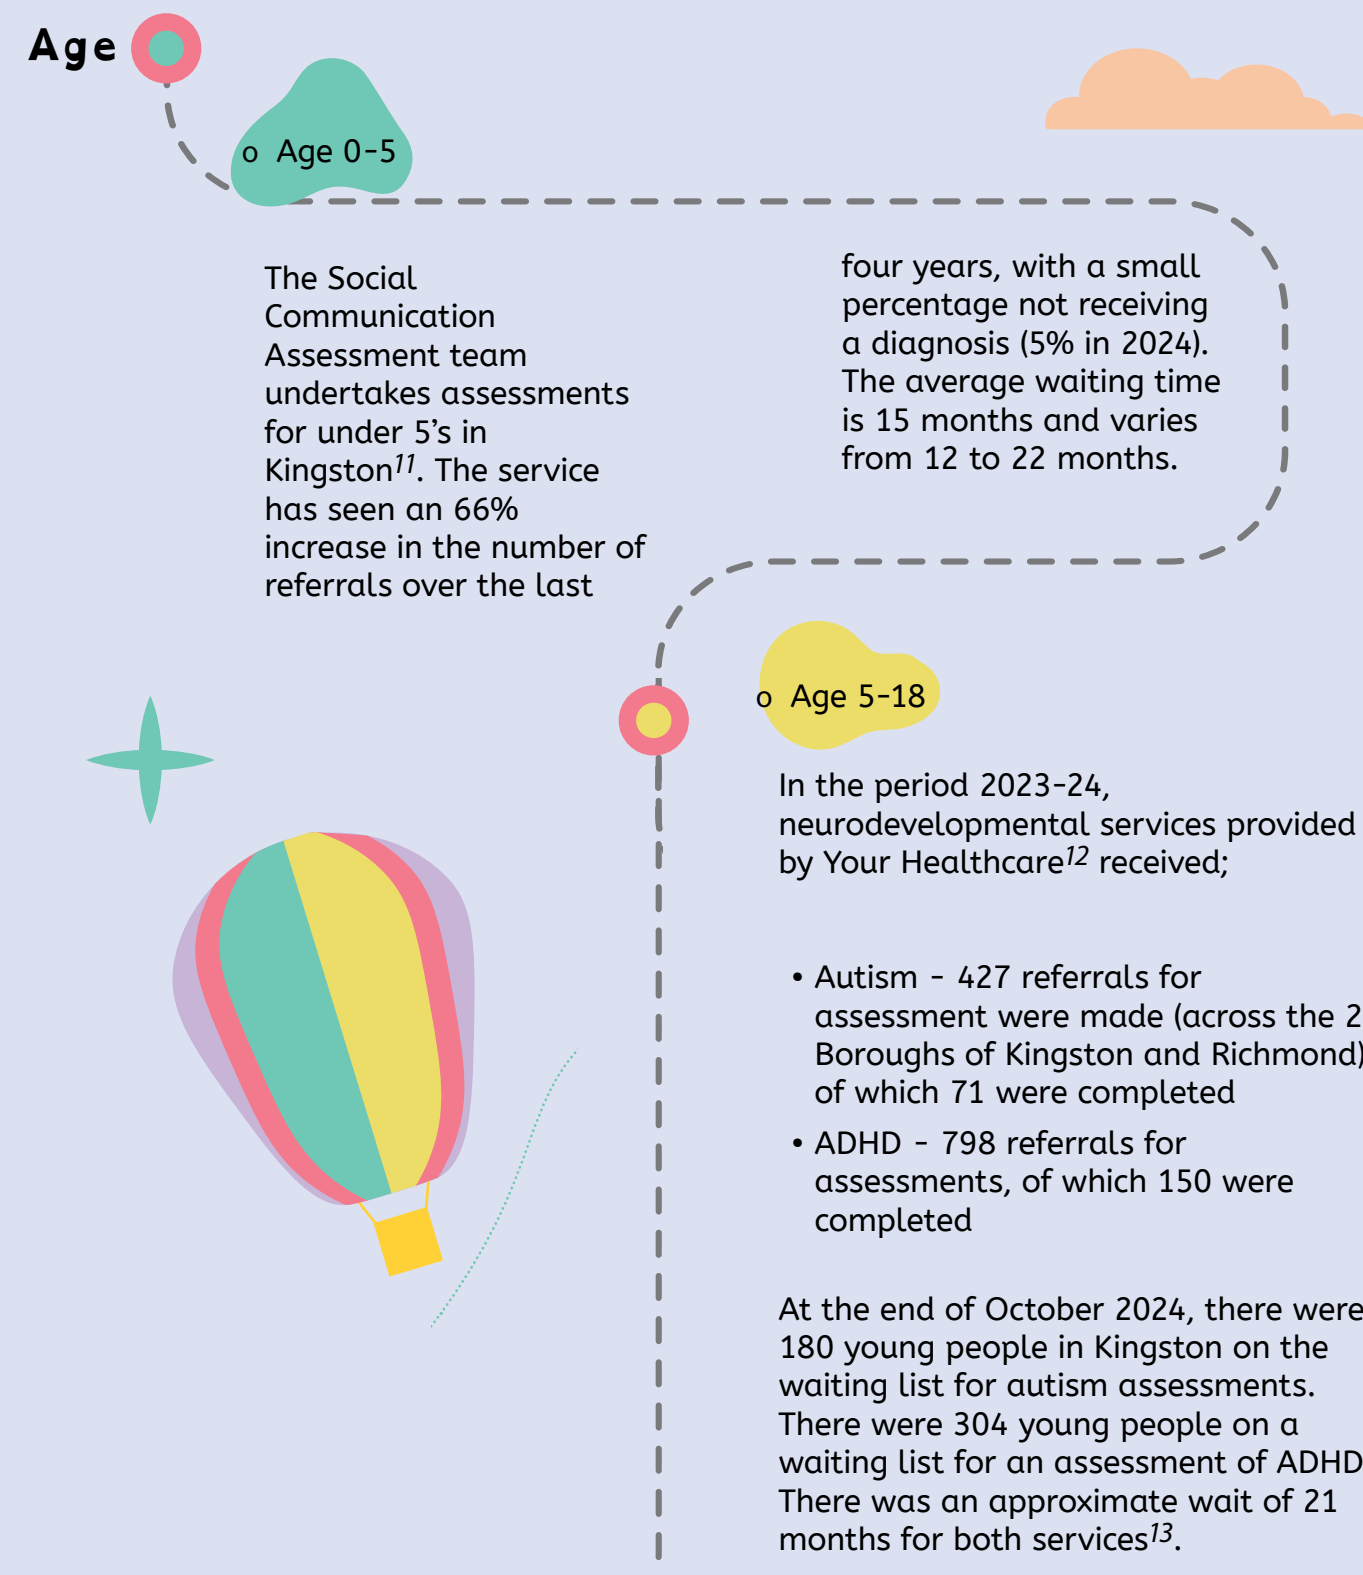 Age
o Age 0-5
The Social
Communication
Assessment team
undertakes assessments
for under 5’s in
Kingston11. The service
has seen an 66%
increase in the number of
referrals over the last
four years, with a small
percentage not receiving
a diagnosis (5% in 2024).
The average waiting time
is 15 months and varies
from 12 to 22 months.
o Age 5-18
In the period 2023-24,
neurodevelopmental services provided
by Your Healthcare12 received;
• Autism - 427 referrals for
assessment were made (across the 2
Boroughs of Kingston and Richmond)
of which 71 were completed
• ADHD - 798 referrals for
assessments, of which 150 were
completed
At the end of October 2024, there were
180 young people in Kingston on the
waiting list for autism assessments.
There were 304 young people on a
waiting list for an assessment of ADHD
There was an approximate wait of 21
months for both services13.